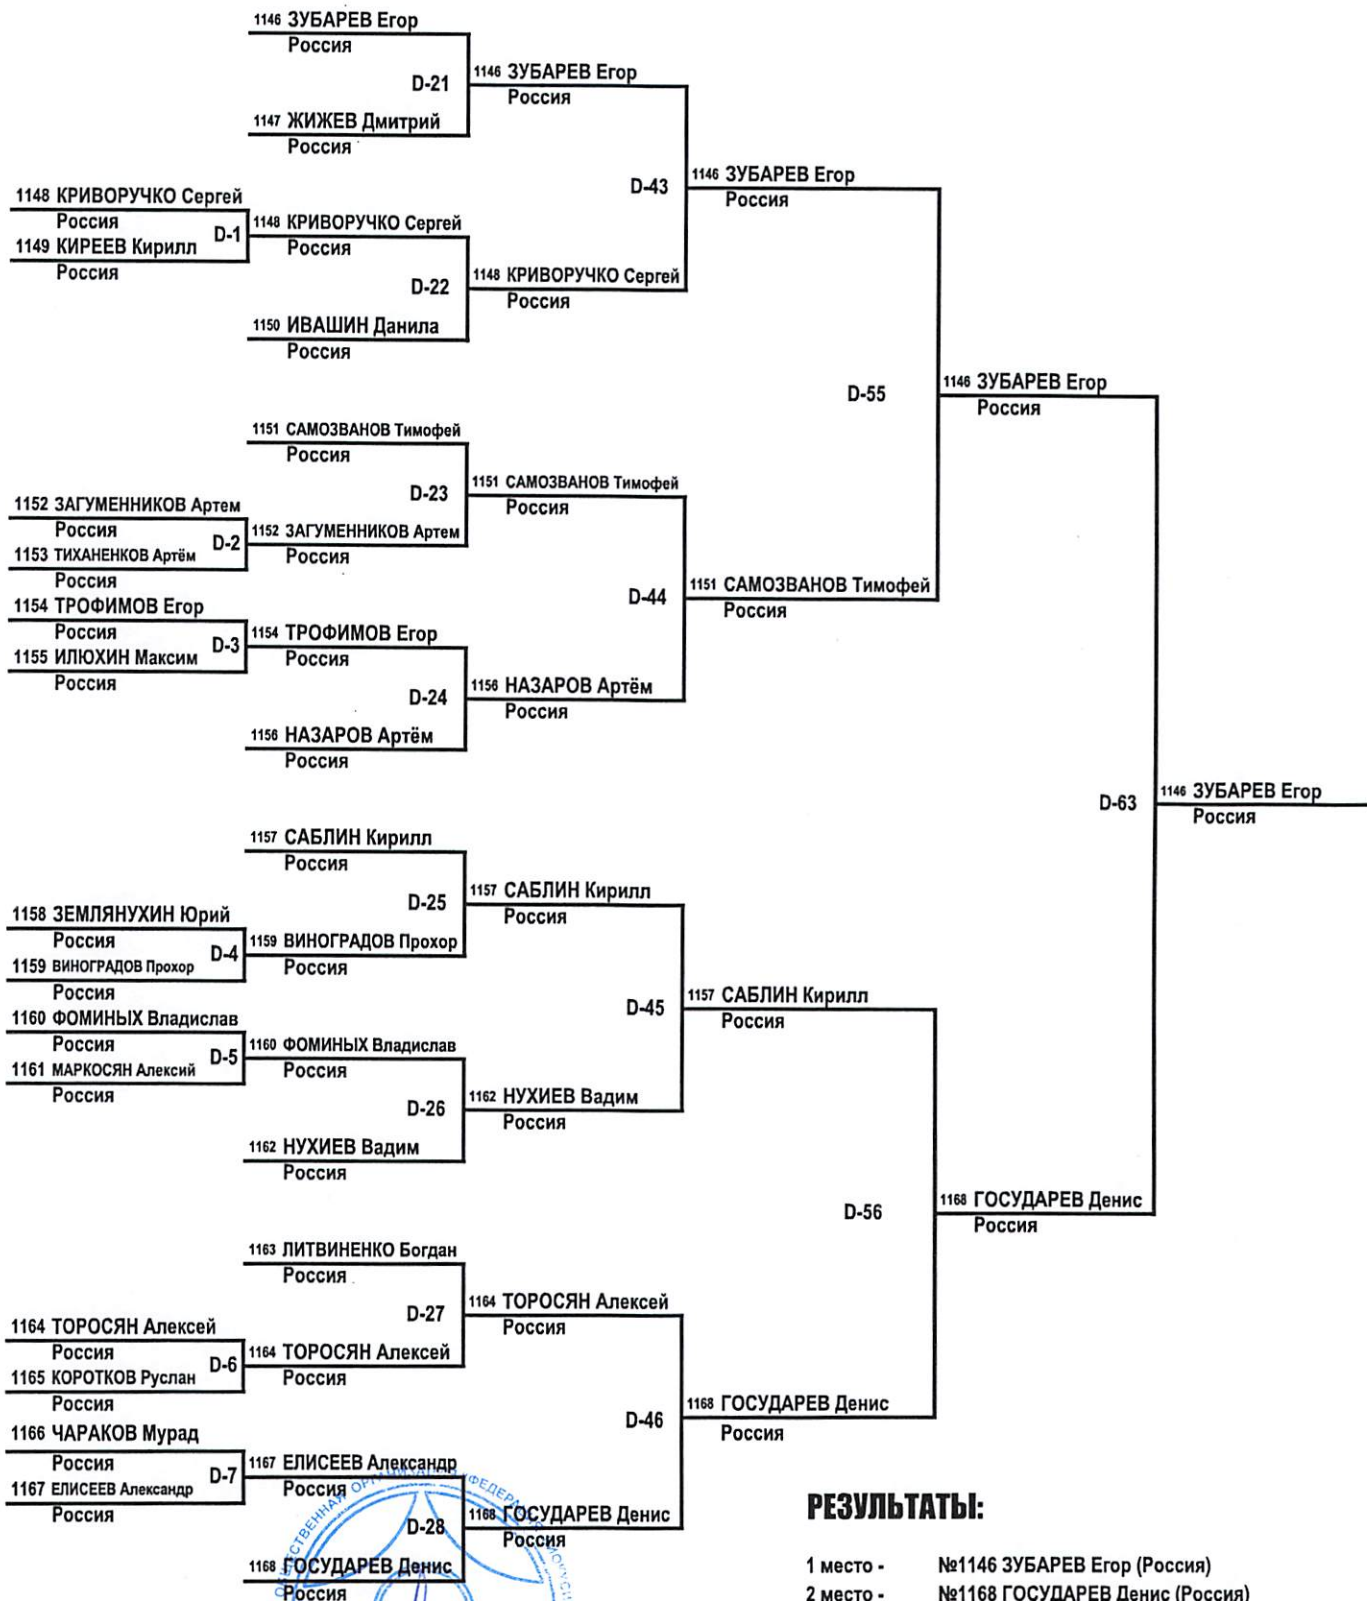 1146 ЗУБАРЕВ Егор
Россия
D-21
1147 ЖИЖЕВ Дмитрий
Россия
1146 ЗУБАРЕВ Егор
Россия
D-43
1148 КРИВОРУЧКО Сергей
Россия
D-1
1149 КИРЕЕВ Кирилл
Россия
1148 КРИВОРУЧКО Сергей
Россия
D-22
1150 ИВАШИН Данила
Россия
1148 КРИВОРУЧКО Сергей
Россия
1146 ЗУБАРЕВ Егор
Россия
D-55
1151 САМОЗВАНОВ Тимофей
Россия
D-23
1152 ЗАГУМЕННИКОВ Артем
Россия
D-2
1153 ТИХАНЕНКОВ Артём
Россия
1152 ЗАГУМЕННИКОВ Артем
Россия
1151 САМОЗВАНОВ Тимофей
Россия
D-44
1154 ТРОФИМОВ Егор
Россия
D-3
1155 ИЛЮХИН Максим
Россия
1154 ТРОФИМОВ Егор
Россия
D-24
1156 НАЗАРОВ Артём
Россия
1156 НАЗАРОВ Артём
Россия
1151 САМОЗВАНОВ Тимофей
Россия
1146 ЗУБАРЕВ Егор
Россия
D-63
1146 ЗУБАРЕВ Егор
Россия
1157 САБЛИН Кирилл
Россия
D-25
1158 ЗЕМЛЯНУХИН Юрий
Россия
D-4
1159 ВИНОГРАДОВ Прохор
Россия
1159 ВИНОГРАДОВ Прохор
Россия
1157 САБЛИН Кирилл
Россия
D-45
1160 ФОМИНЫХ Владислав
Россия
D-5
1161 МАРКОСЯН Алексий
Россия
1160 ФОМИНЫХ Владислав
Россия
D-26
1162 НУХИЕВ Вадим
Россия
1162 НУХИЕВ Вадим
Россия
1157 САБЛИН Кирилл
Россия
D-56
1168 ГОСУДАРЕВ Денис
Россия
1163 ЛИТВИНЕНКО Богдан
Россия
D-27
1164 ТОРОСЯН Алексей
Россия
D-6
1165 КОРОТКОВ Руслан
Россия
1164 ТОРОСЯН Алексей
Россия
1164 ТОРОСЯН Алексей
Россия
D-46
1168 ГОСУДАРЕВ Денис
Россия
1166 ЧАРАКОВ Мурад
Россия
D-7
1167 ЕЛИСЕЕВ Александр
Россия
1167 ЕЛИСЕЕВ Александр
Россия
D-28
1168 ГОСУДАРЕВ Денис
Россия
1168 ГОСУДАРЕВ Денис
Россия
РЕЗУЛЬТАТЫ:
1 место - №1146 ЗУБАРЕВ Егор (Россия)
2 место - №1168 ГОСУДАРЕВ Денис (Россия)